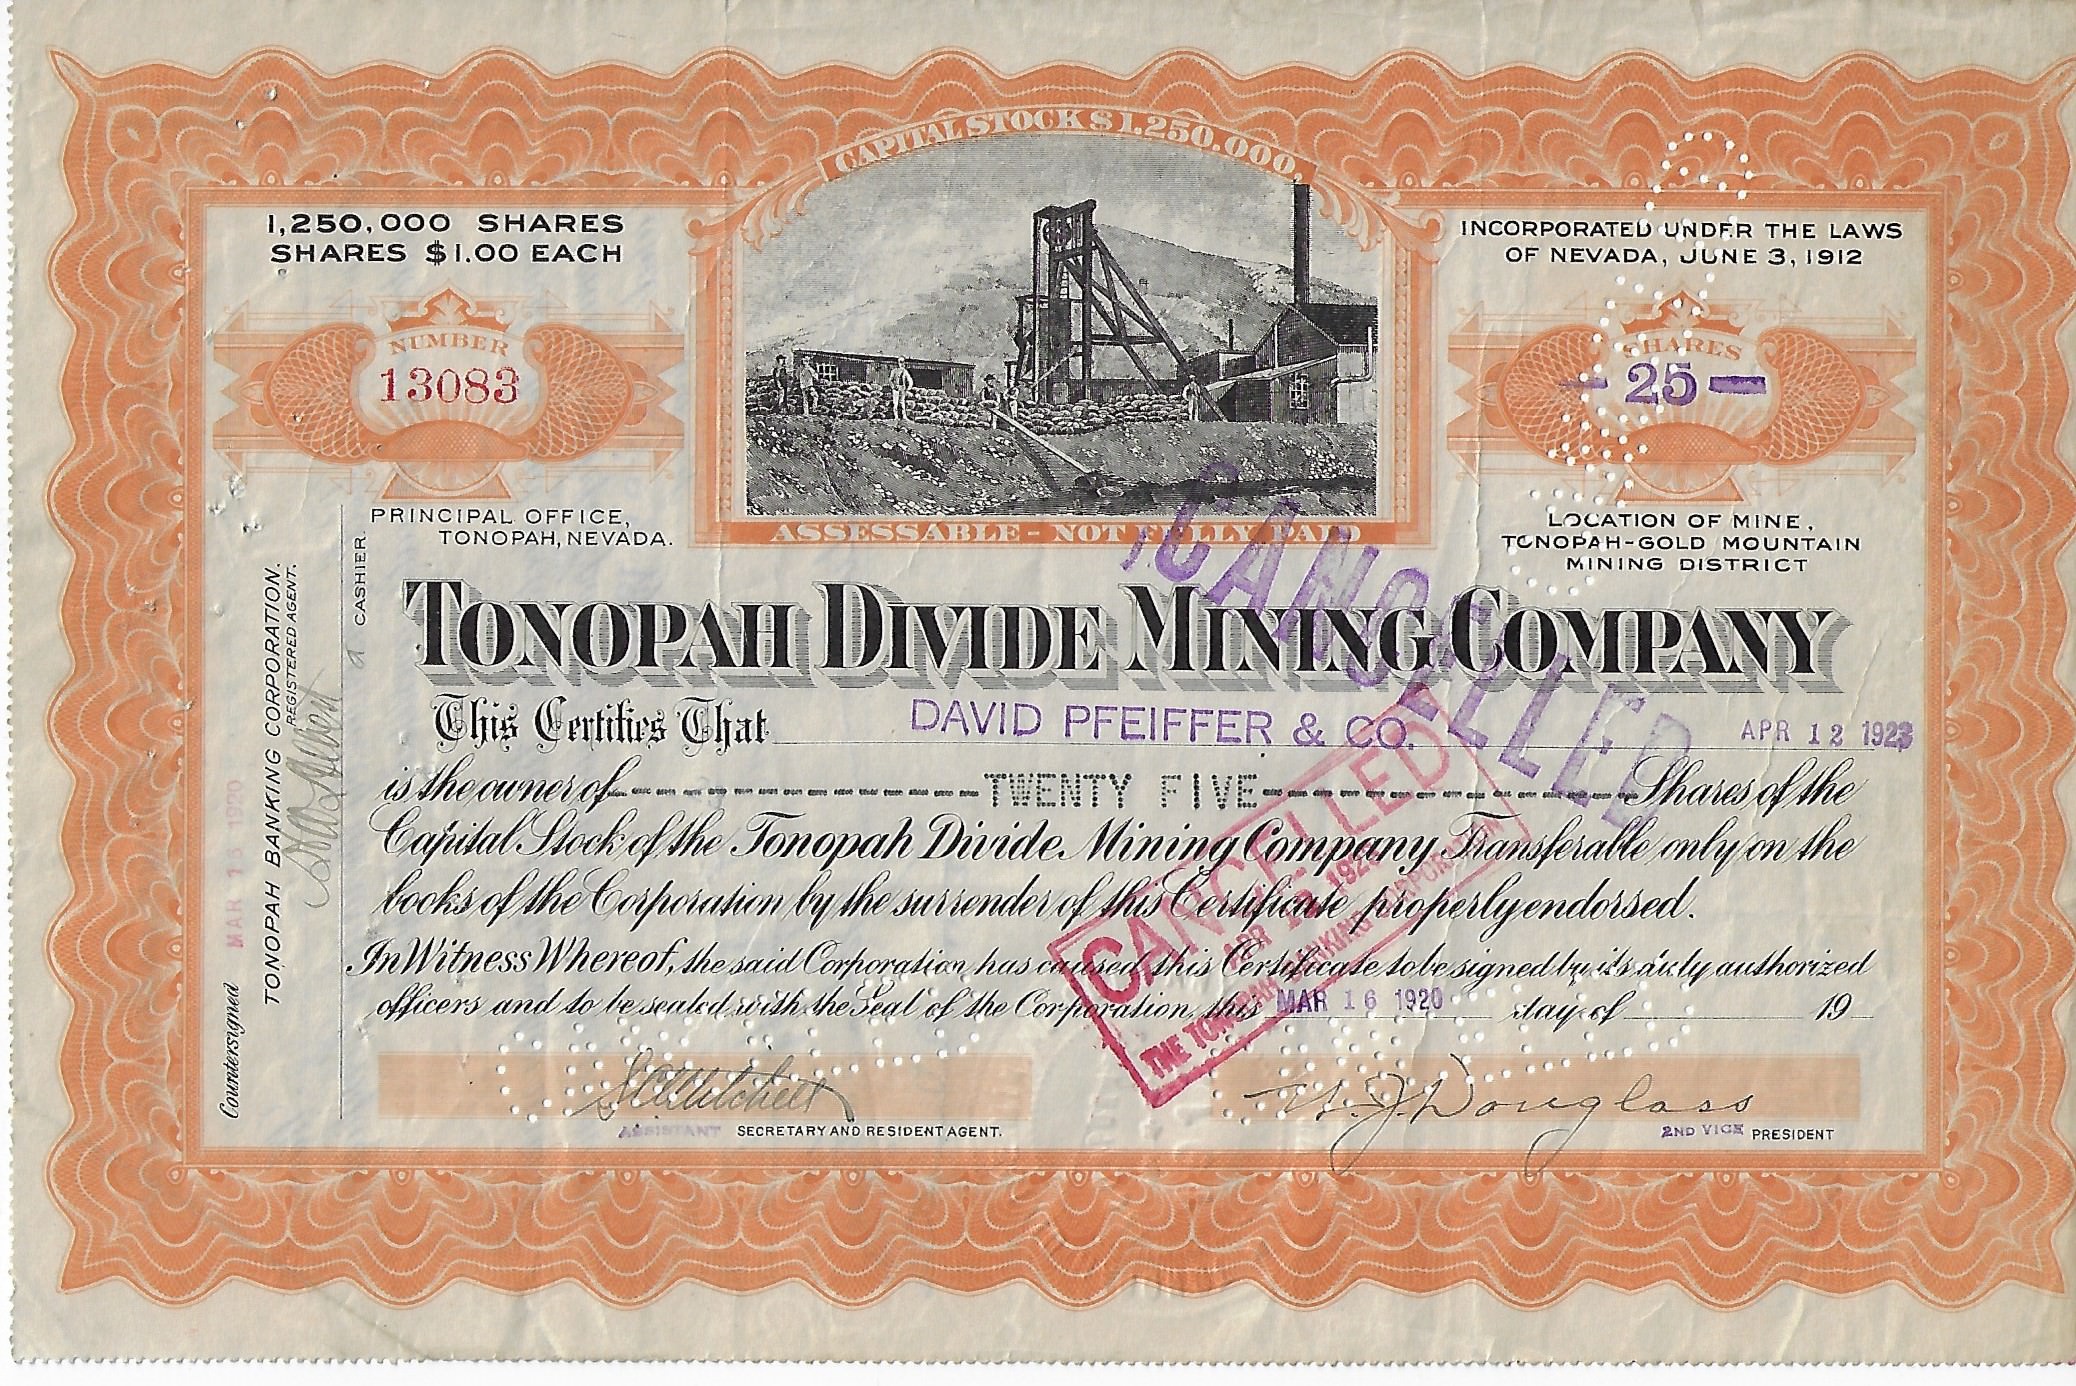 CAPITAL STOCK $1,250,000.
1,250,000 SHARES
SHARES $1.00 EACH
INCORPORATED UNDER THE LAWS
OF NEVADA, JUNE 3, 1912
NUMBER
13083
SHARES
- 25 -
PRINCIPAL OFFICE,
TONOPAH, NEVADA.
ASSESSABLE - NOT FULLY PAID
LOCATION OF MINE,
TONOPAH-GOLD MOUNTAIN
MINING DISTRICT
CANCELLED
TONOPAH DIVIDE MINING COMPANY
This Certifies That DAVID PFEIFFER & CO. APR 12 1923
is the owner of TWENTY FIVE Shares of the
Capital Stock of the Tonopah Divide Mining Company Transferable only on the
books of the Corporation by the surrender of this Certificate properly endorsed.
In Witness Whereof, the said Corporation has caused this Certificate to be signed by its duly authorized
officers and to be sealed with the Seal of the Corporation, this MAR 16 1920 day of 19
CANCELLED
APR 12
THE TONOPAH BANKING CORPORATION
H. J. Douglass
ASSISTANT SECRETARY AND RESIDENT AGENT.
2ND VICE PRESIDENT
Countersigned
MAR 16 1920
TONOPAH BANKING CORPORATION.
REGISTERED AGENT.
a CASHIER.